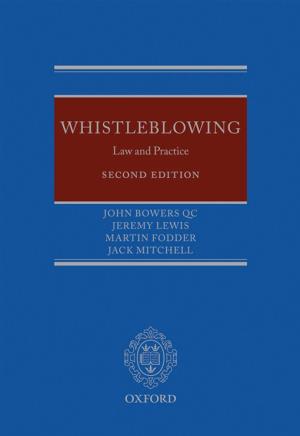 WHISTLEBLOWING
Law and Practice
SECOND EDITION
JOHN BOWERS QC
JEREMY LEWIS
MARTIN FODDER
JACK MITCHELL
OXFORD